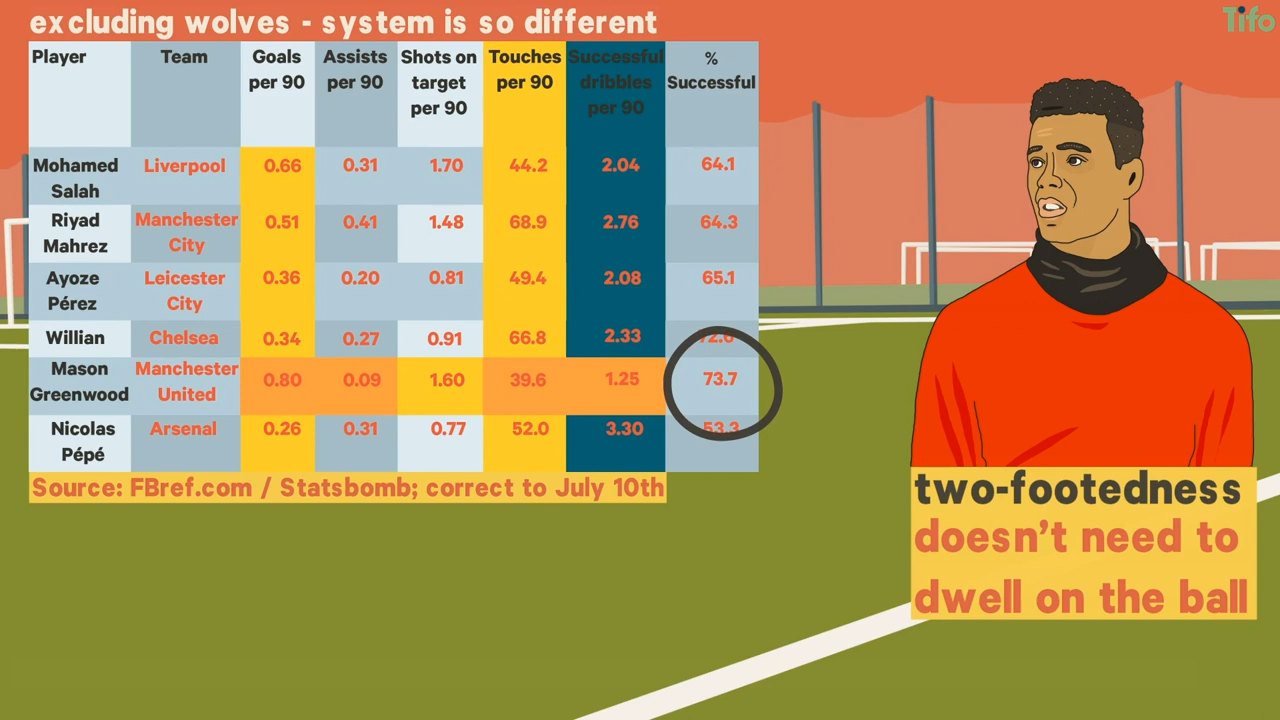 excluding wolves - system is so different
Tifo
Player Team Goals per 90 Assists per 90 Shots on target per 90 Touches per 90 Successful dribbles per 90 % Successful
Mohamed Salah Liverpool 0.66 0.31 1.70 44.2 2.04 64.1
Riyad Mahrez Manchester City 0.51 0.41 1.48 68.9 2.76 64.3
Ayoze Pérez Leicester City 0.36 0.20 0.81 49.4 2.08 65.1
Willian Chelsea 0.34 0.27 0.91 66.8 2.33
Mason Greenwood Manchester United 0.80 0.09 1.60 39.6 1.25 73.7
Nicolas Pépé Arsenal 0.26 0.31 0.77 52.0 3.30 53.3
Source: FBref.com / Statsbomb; correct to July 10th
two-footedness
doesn't need to
dwell on the ball